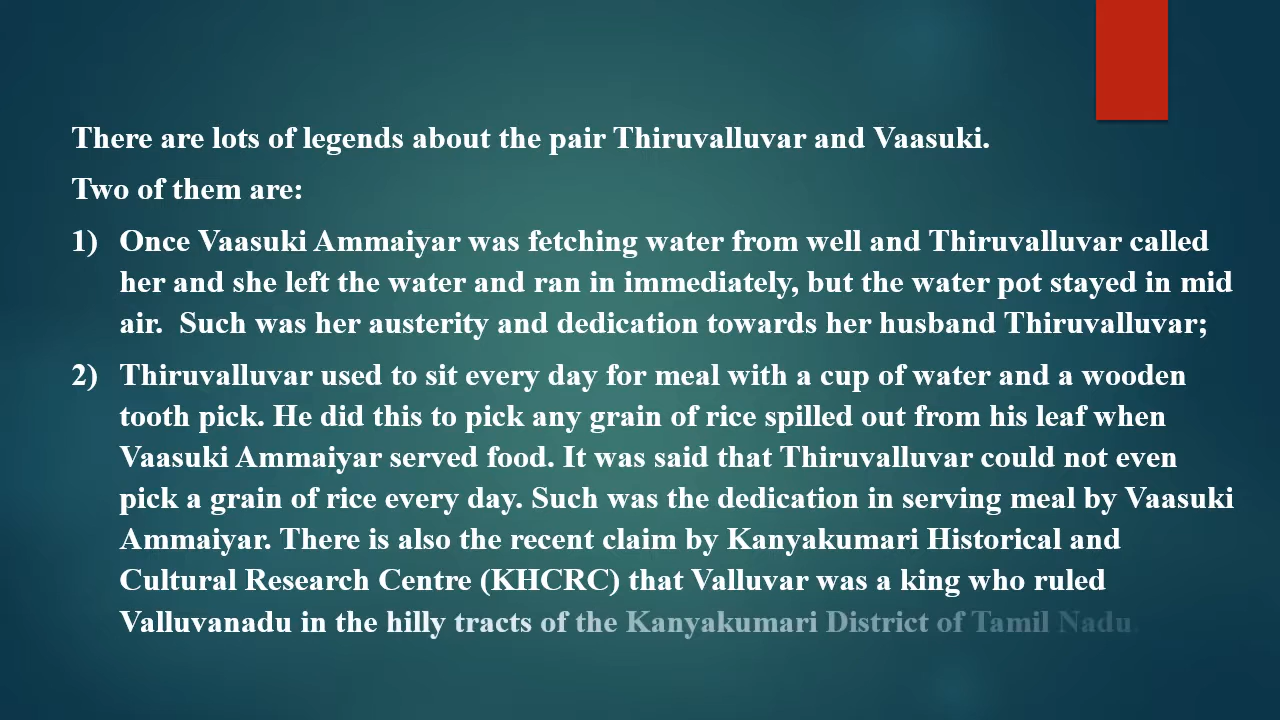 There are lots of legends about the pair Thiruvalluvar and Vaasuki.
Two of them are:
1) Once Vaasuki Ammaiyar was fetching water from well and Thiruvalluvar called
her and she left the water and ran in immediately, but the water pot stayed in mid
air.  Such was her austerity and dedication towards her husband Thiruvalluvar;
2) Thiruvalluvar used to sit every day for meal with a cup of water and a wooden
tooth pick. He did this to pick any grain of rice spilled out from his leaf when
Vaasuki Ammaiyar served food. It was said that Thiruvalluvar could not even
pick a grain of rice every day. Such was the dedication in serving meal by Vaasuki
Ammaiyar. There is also the recent claim by Kanyakumari Historical and
Cultural Research Centre (KHCRC) that Valluvar was a king who ruled
Valluvanadu in the hilly tracts of the Kanyakumari District of Tamil Nadu.